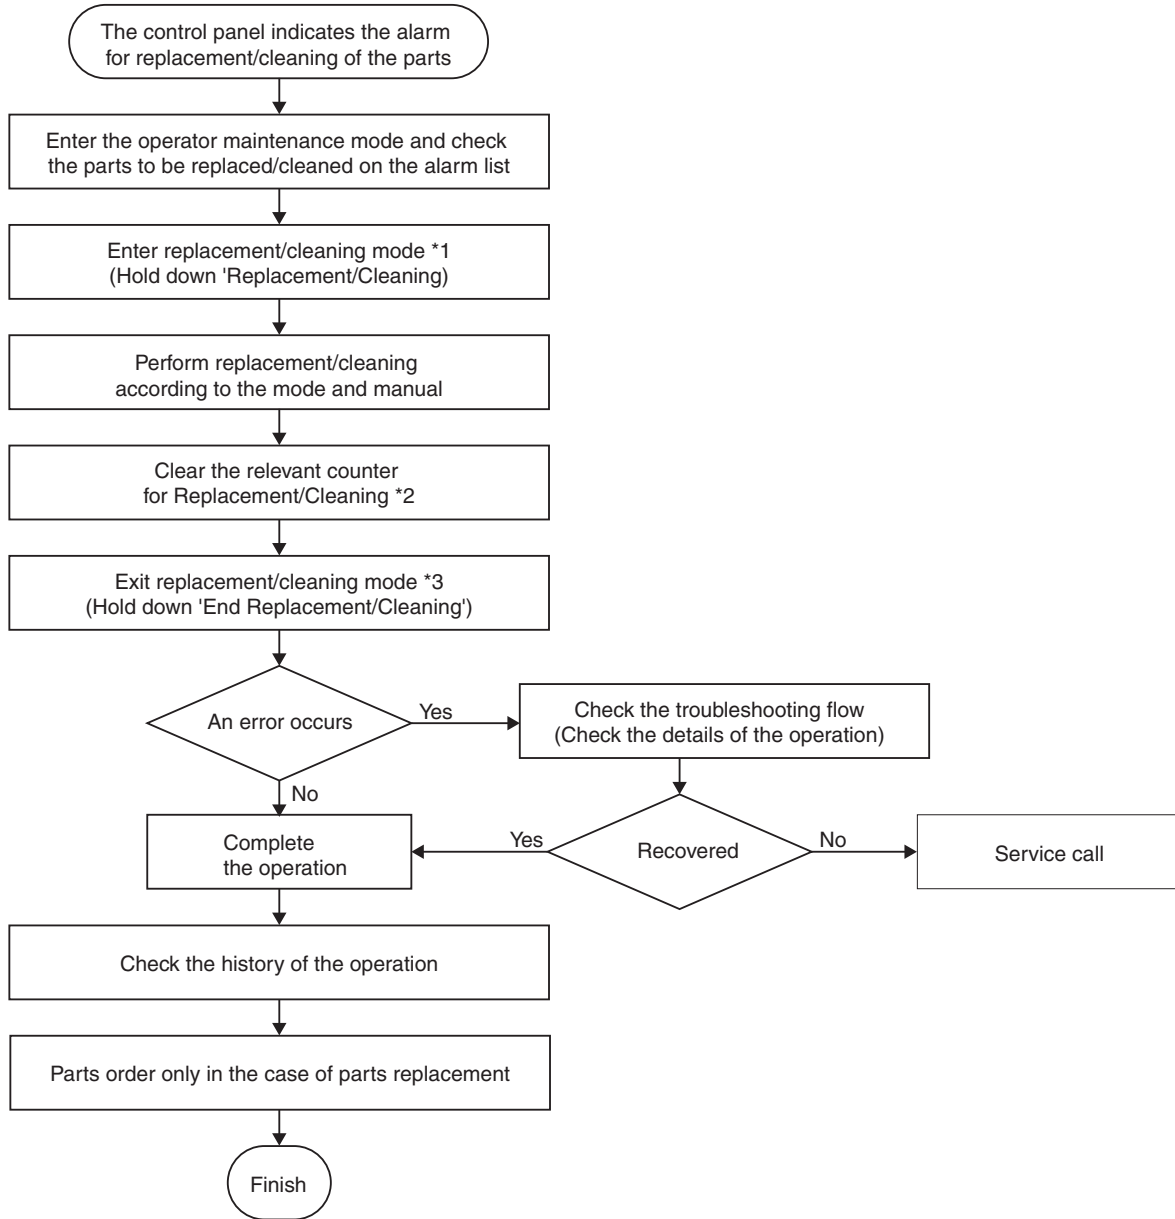 The control panel indicates the alarm
for replacement/cleaning of the parts
Enter the operator maintenance mode and check
the parts to be replaced/cleaned on the alarm list
Enter replacement/cleaning mode *1
(Hold down 'Replacement/Cleaning)
Perform replacement/cleaning
according to the mode and manual
Clear the relevant counter
for Replacement/Cleaning *2
Exit replacement/cleaning mode *3
(Hold down 'End Replacement/Cleaning')
An error occurs
Yes
Check the troubleshooting flow
(Check the details of the operation)
No
Complete
the operation
Yes
Recovered
No
Service call
Check the history of the operation
Parts order only in the case of parts replacement
Finish